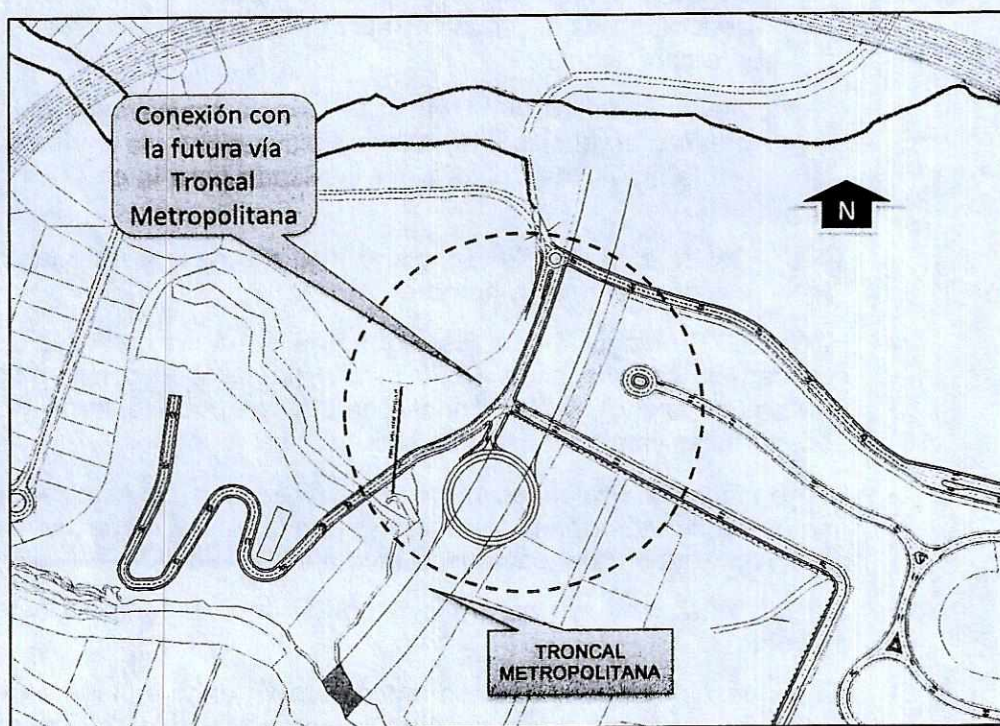 Conexión con
la futura vía
Troncal
Metropolitana
N
TRONCAL
METROPOLITANA